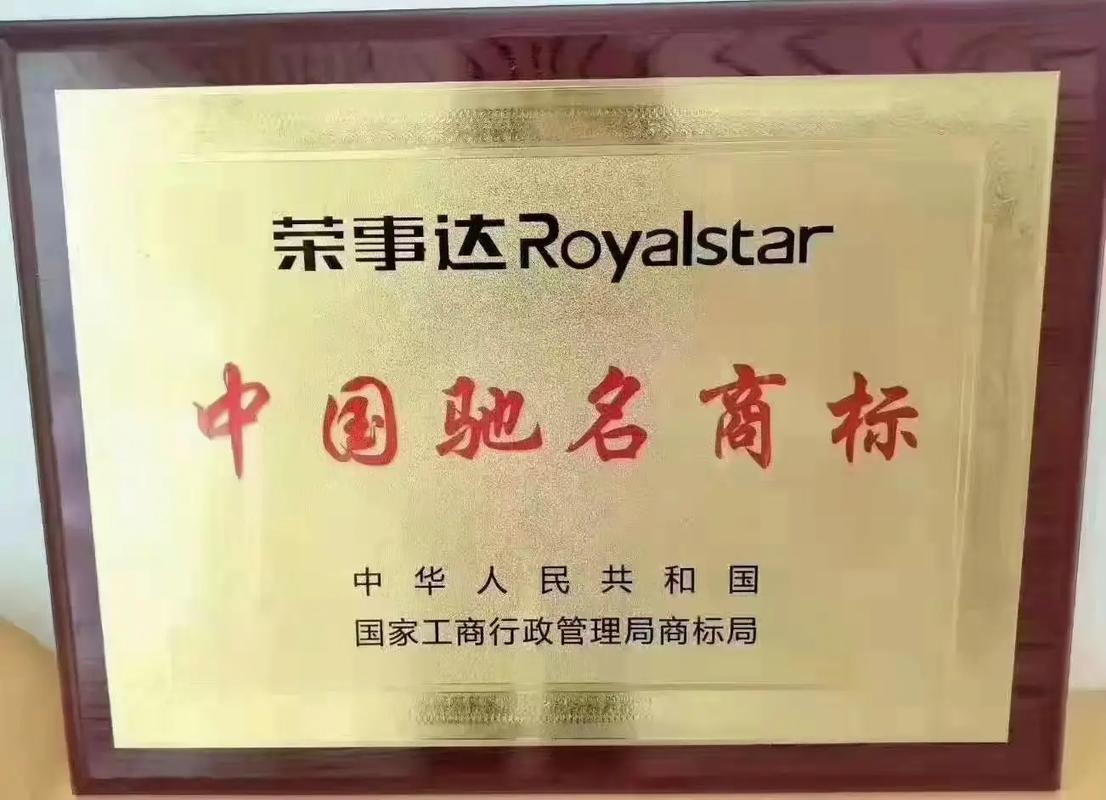 荣事达Royalstar
中国驰名商标
中华人民共和国
国家工商行政管理局商标局